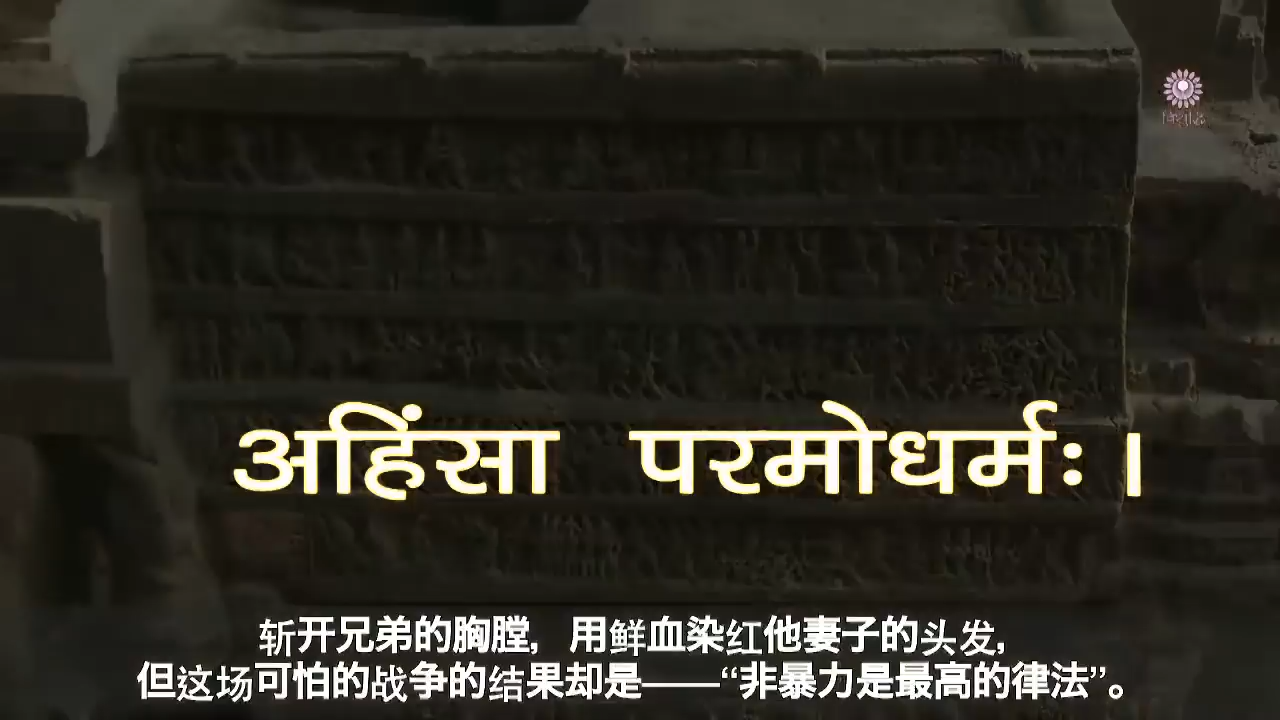 अहिंसा परमोधर्मः।
斩开兄弟的胸膛，用鲜血染红他妻子的头发，
但这场可怕的战争的结果却是——“非暴力是最高的律法”。